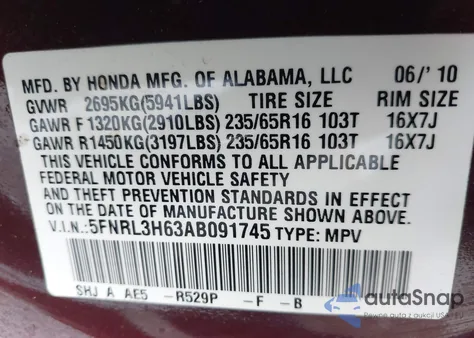 MFD. BY HONDA MFG. OF ALABAMA, LLC 06/'10
GVWR 2695KG(5941LBS) TIRE SIZE RIM SIZE
GAWR F1320KG(2910LBS) 235/65R16 103T 16X7J
GAWR R1450KG(3197LBS) 235/65R16 103T 16X7J
THIS VEHICLE CONFORMS TO ALL APPLICABLE
FEDERAL MOTOR VEHICLE SAFETY
AND THEFT PREVENTION STANDARDS IN EFFECT ON THE
DATE OF MANUFACTURE SHOWN ABOVE.
V.I.N.:5FNRL3H63AB091745 TYPE: MPV
SHJ A AE5 -R529P -F -B
autoSnap